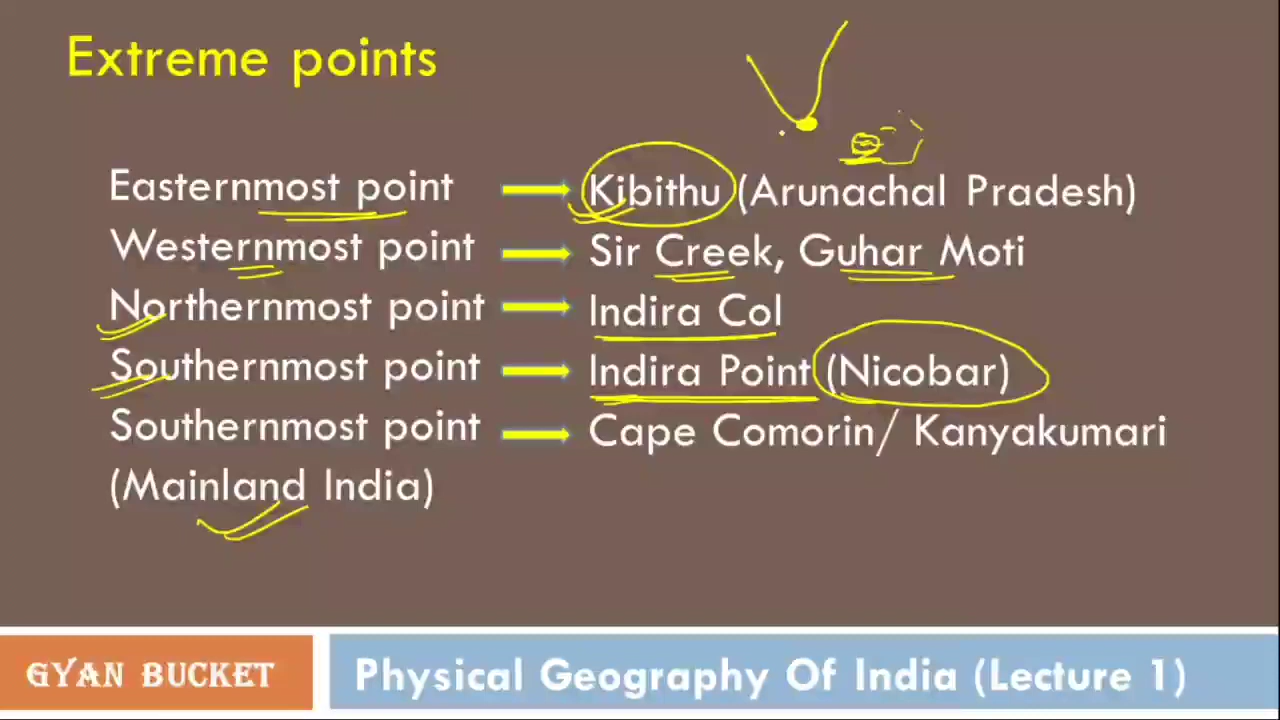 Extreme points
Easternmost point Kibithu (Arunachal Pradesh)
Westernmost point Sir Creek, Guhar Moti
Northernmost point Indira Col
Southernmost point Indira Point (Nicobar)
Southernmost point Cape Comorin/ Kanyakumari
(Mainland India)
GYAN BUCKET
Physical Geography Of India (Lecture 1)